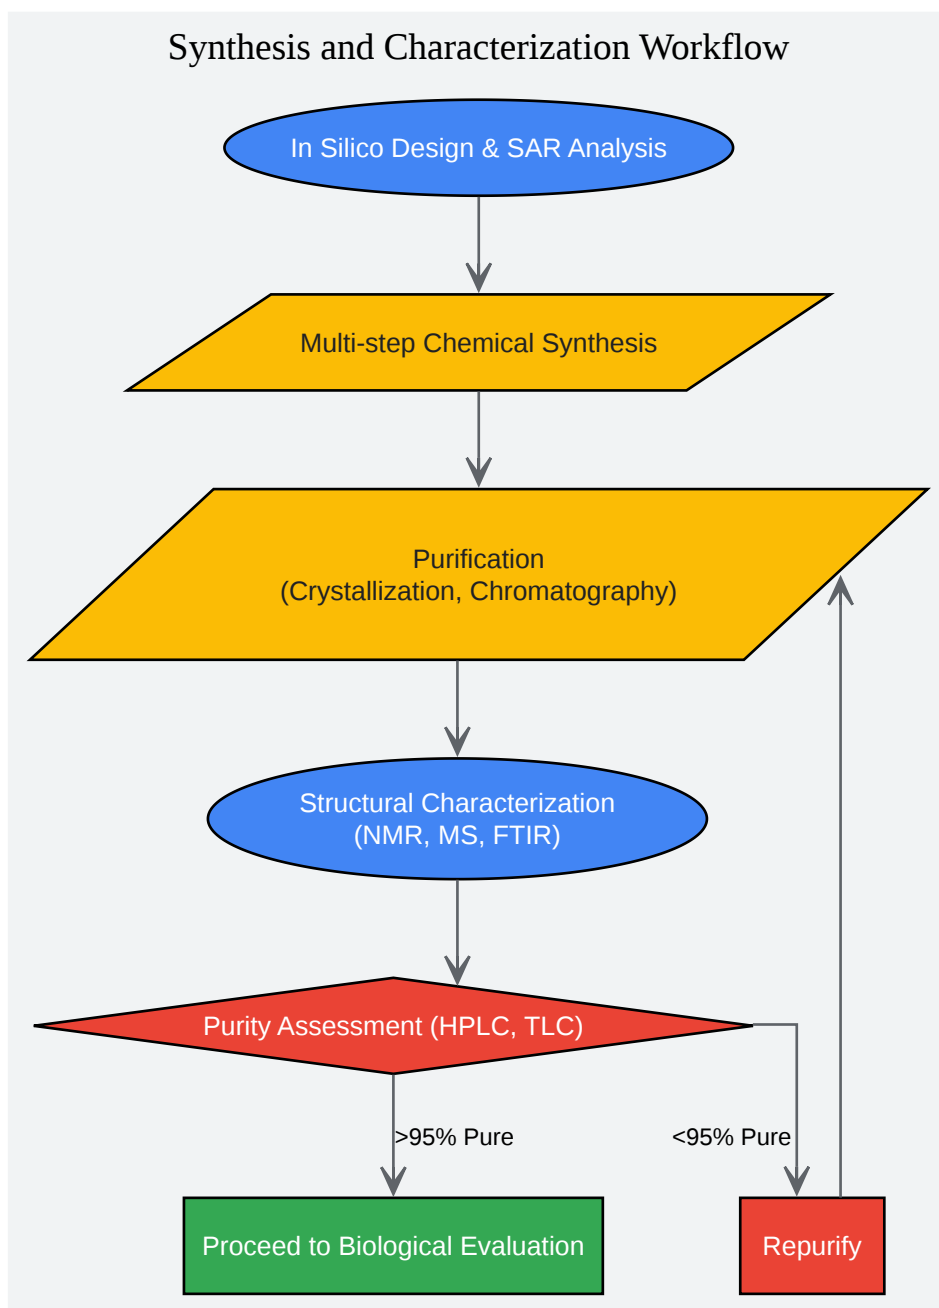 Synthesis and Characterization Workflow
In Silico Design & SAR Analysis
Multi-step Chemical Synthesis
Purification
(Crystallization, Chromatography)
Structural Characterization
(NMR, MS, FTIR)
Purity Assessment (HPLC, TLC)
>95% Pure
<95% Pure
Proceed to Biological Evaluation
Repurify